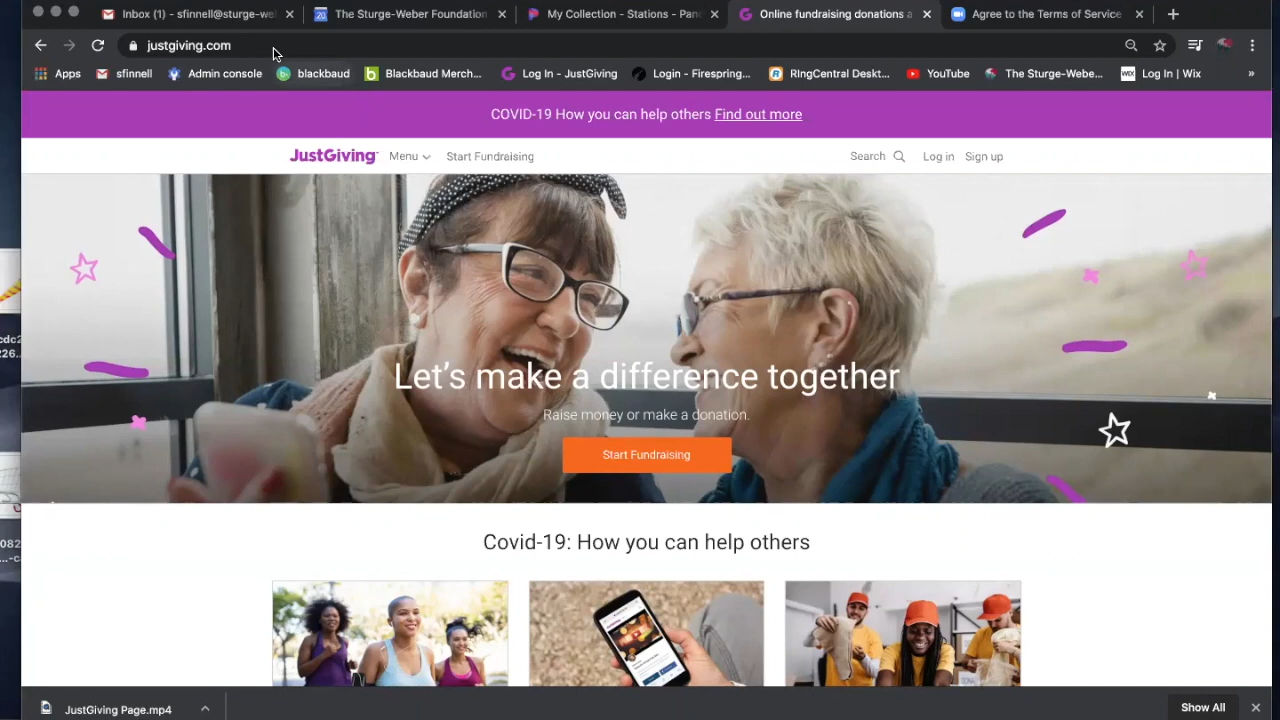 Inbox (1) - sfinnell@sturge-we
The Sturge-Weber Foundation
My Collection - Stations - Pan
Online fundraising donations a
Agree to the Terms of Service
justgiving.com
Apps
sfinnell
Admin console
blackbaud
Blackbaud Merch...
Log In - JustGiving
Login - Firespring...
RIngCentral Deskt...
YouTube
The Sturge-Webe...
WIX
Log In | Wix
»
COVID-19 How you can help others Find out more
JustGiving
Menu
Start Fundraising
Search
Log in
Sign up
Let's make a difference together
Raise money or make a donation.
Start Fundraising
Covid-19: How you can help others
JustGiving Page.mp4
Show All